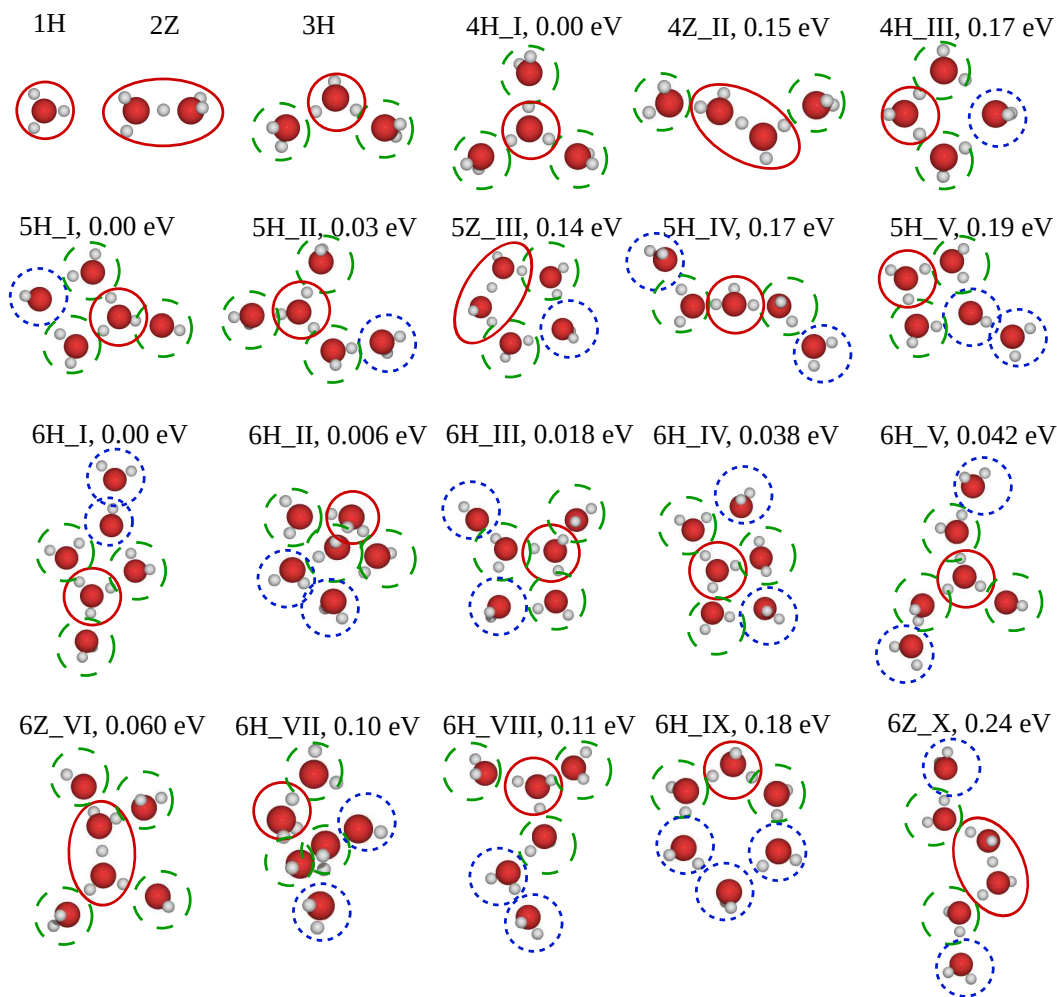 1H 2Z 3H 4H_I, 0.00 eV 4Z_II, 0.15 eV 4H_III, 0.17 eV
5H_I, 0.00 eV 5H_II, 0.03 eV 5Z_III, 0.14 eV 5H_IV, 0.17 eV 5H_V, 0.19 eV
6H_I, 0.00 eV 6H_II, 0.006 eV 6H_III, 0.018 eV 6H_IV, 0.038 eV 6H_V, 0.042 eV
6Z_VI, 0.060 eV 6H_VII, 0.10 eV 6H_VIII, 0.11 eV 6H_IX, 0.18 eV 6Z_X, 0.24 eV